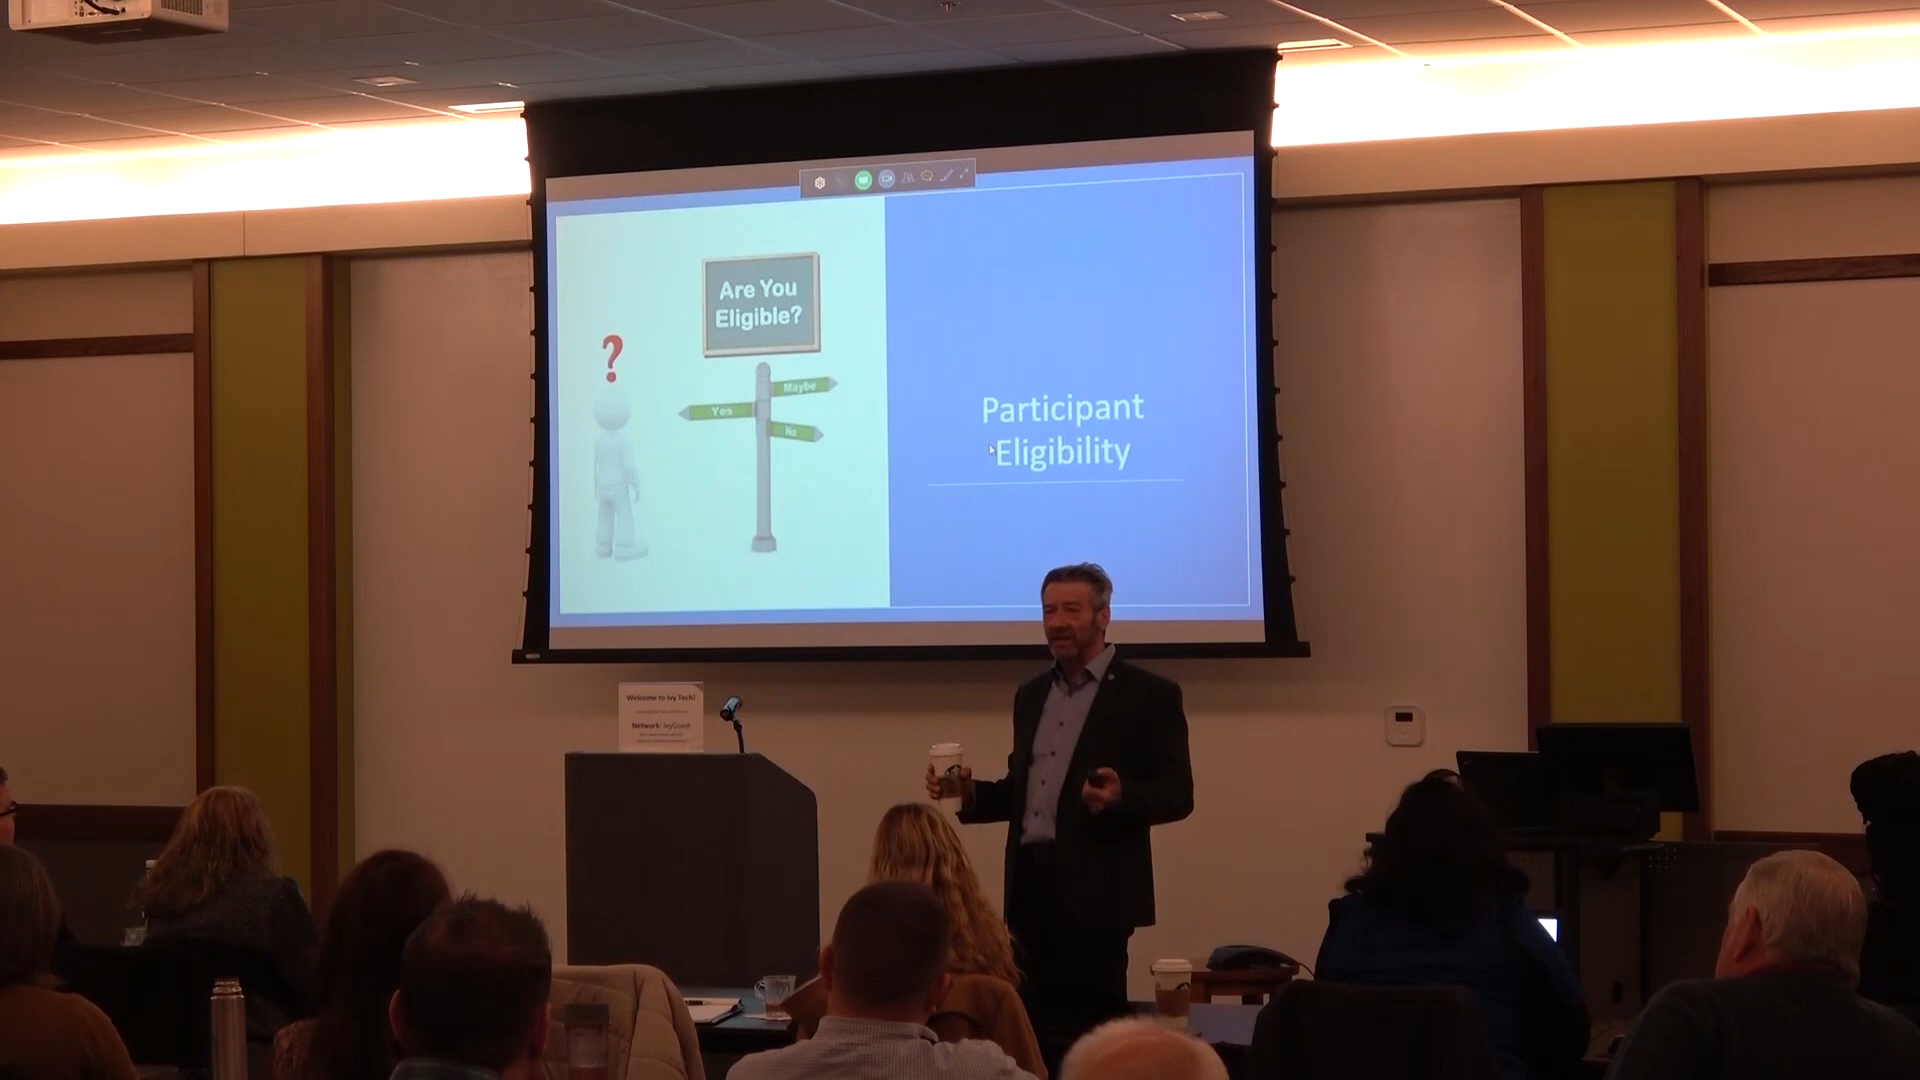 Are You
Eligible?
Maybe
Yes
No
Participant
Eligibility
Welcome to Ivy Tech!
Network: IvyGuest